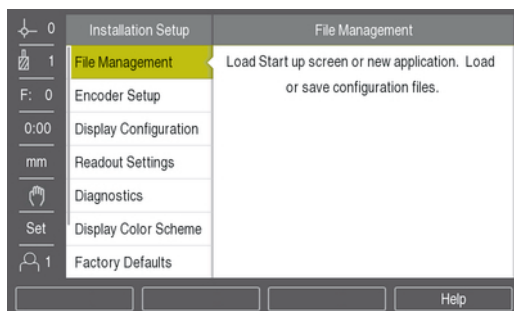 0
1
F: 0
0:00
mm
Set
1
Installation Setup
File Management
Encoder Setup
Display Configuration
Readout Settings
Diagnostics
Display Color Scheme
Factory Defaults
File Management
Load Start up screen or new application. Load
or save configuration files.
Help